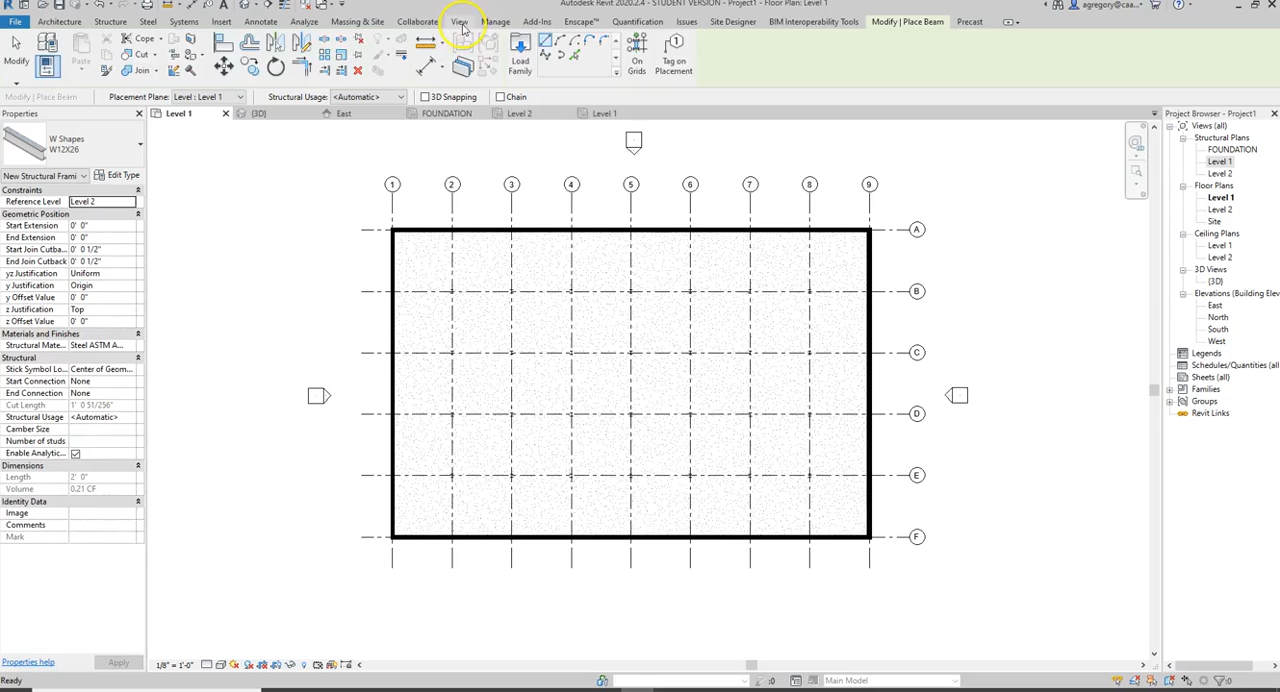 Autodesk Revit 2020.2.4 - STUDENT VERSION - Project1 - Floor Plan: Level 1
agregory@caa...
File Architecture Structure Steel Systems Insert Annotate Analyze Massing & Site Collaborate View Manage Add-Ins Enscape™ Quantification Issues Site Designer BIM Interoperability Tools Modify | Place Beam Precast
Modify Paste Cope Cut Join Load Family On Grids Tag on Placement
Modify | Place Beam Placement Plane: Level : Level 1 Structural Usage: <Automatic> 3D Snapping Chain
Properties
Level 1 {3D} East FOUNDATION Level 2 Level 1
W Shapes
W12X26
New Structural Frami Edit Type
Constraints
Reference Level Level 2
Geometric Position
Start Extension 0' 0"
End Extension 0' 0"
Start Join Cutba... 0' 0 1/2"
End Join Cutback 0' 0 1/2"
yz Justification Uniform
y Justification Origin
y Offset Value 0' 0"
z Justification Top
z Offset Value 0' 0"
Materials and Finishes
Structural Mate... Steel ASTM A...
Structural
Stick Symbol Lo... Center of Geom...
Start Connection None
End Connection None
Cut Length 1' 0 51/256"
Structural Usage <Automatic>
Camber Size
Number of studs
Enable Analytic...
Dimensions
Length 2' 0"
Volume 0.21 CF
Identity Data
Image
Comments
Mark
Properties help Apply
1 2 3 4 5 6 7 8 9
A
B
C
D
E
F
Project Browser - Project1
Views (all)
Structural Plans
FOUNDATION
Level 1
Level 2
Floor Plans
Level 1
Level 2
Site
Ceiling Plans
Level 1
Level 2
3D Views
{3D}
Elevations (Building Elev
East
North
South
West
Legends
Schedules/Quantities (all
Sheets (all)
Families
Groups
Revit Links
1/8" = 1'-0"
Ready :0 Main Model :0